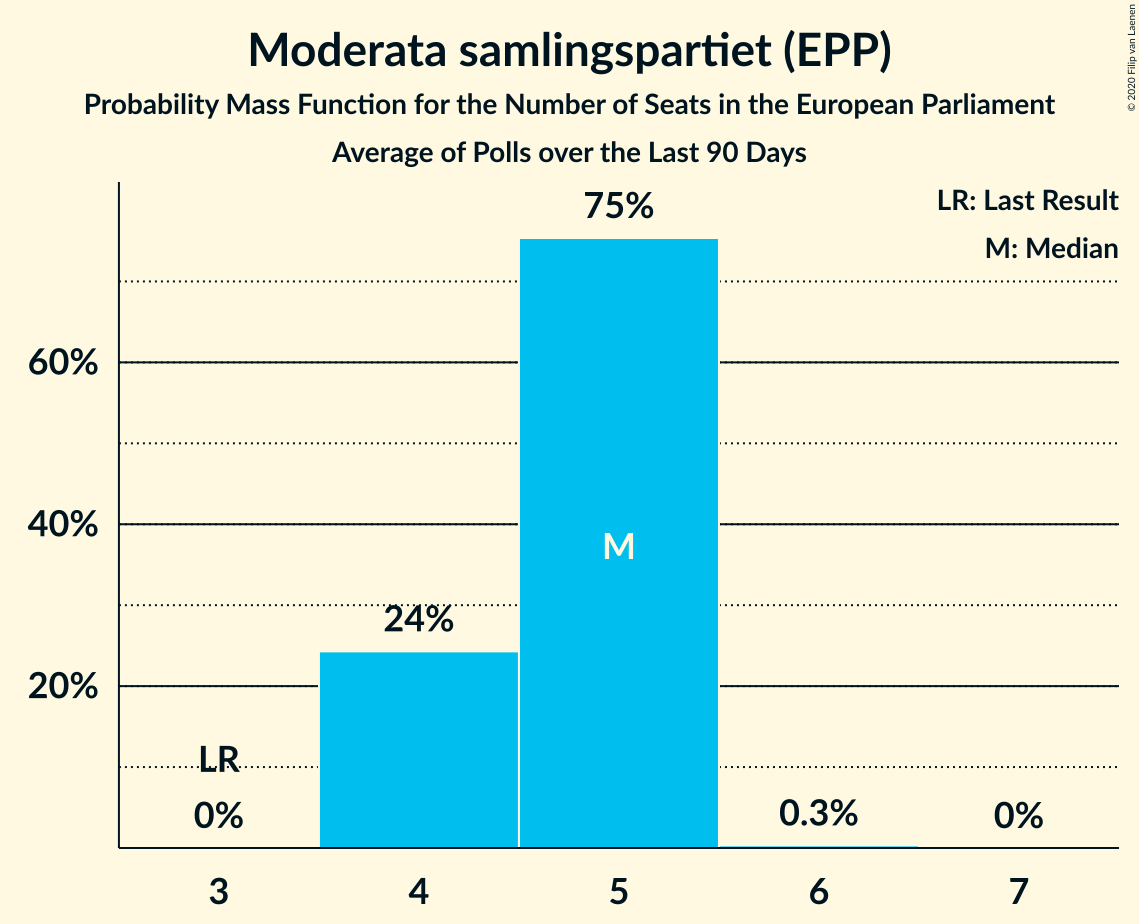 Moderata samlingspartiet (EPP)
Probability Mass Function for the Number of Seats in the European Parliament
Average of Polls over the Last 90 Days
© 2020 Filip van Laenen
LR: Last Result
M: Median
75%
60%
40%
M
24%
20%
LR
0%
0.3%
0%
3 4 5 6 7